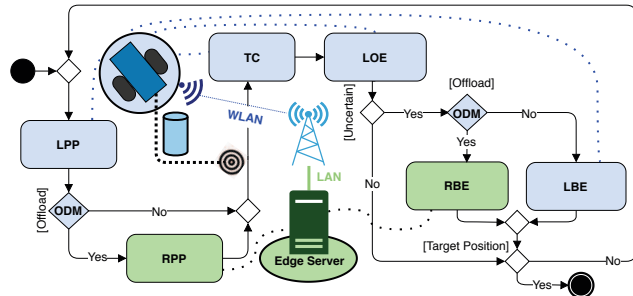 TC
LOE
WLAN
[Uncertain]
[Offload]
Yes
ODM
No
LPP
Yes
LAN
RBE
LBE
[Offload]
ODM
No
No
Yes
RPP
Edge Server
[Target Position]
No
Yes